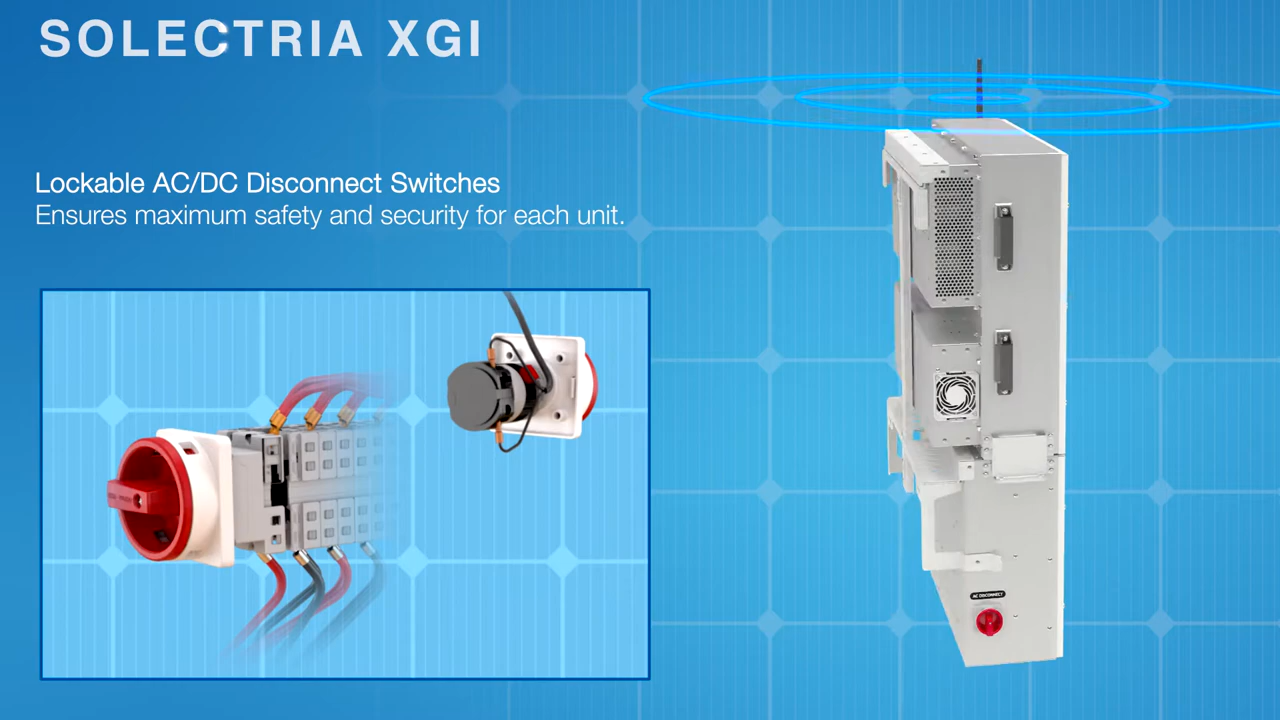 SOLECTRIA XGI
Lockable AC/DC Disconnect Switches
Ensures maximum safety and security for each unit.
AC DISCONNECT